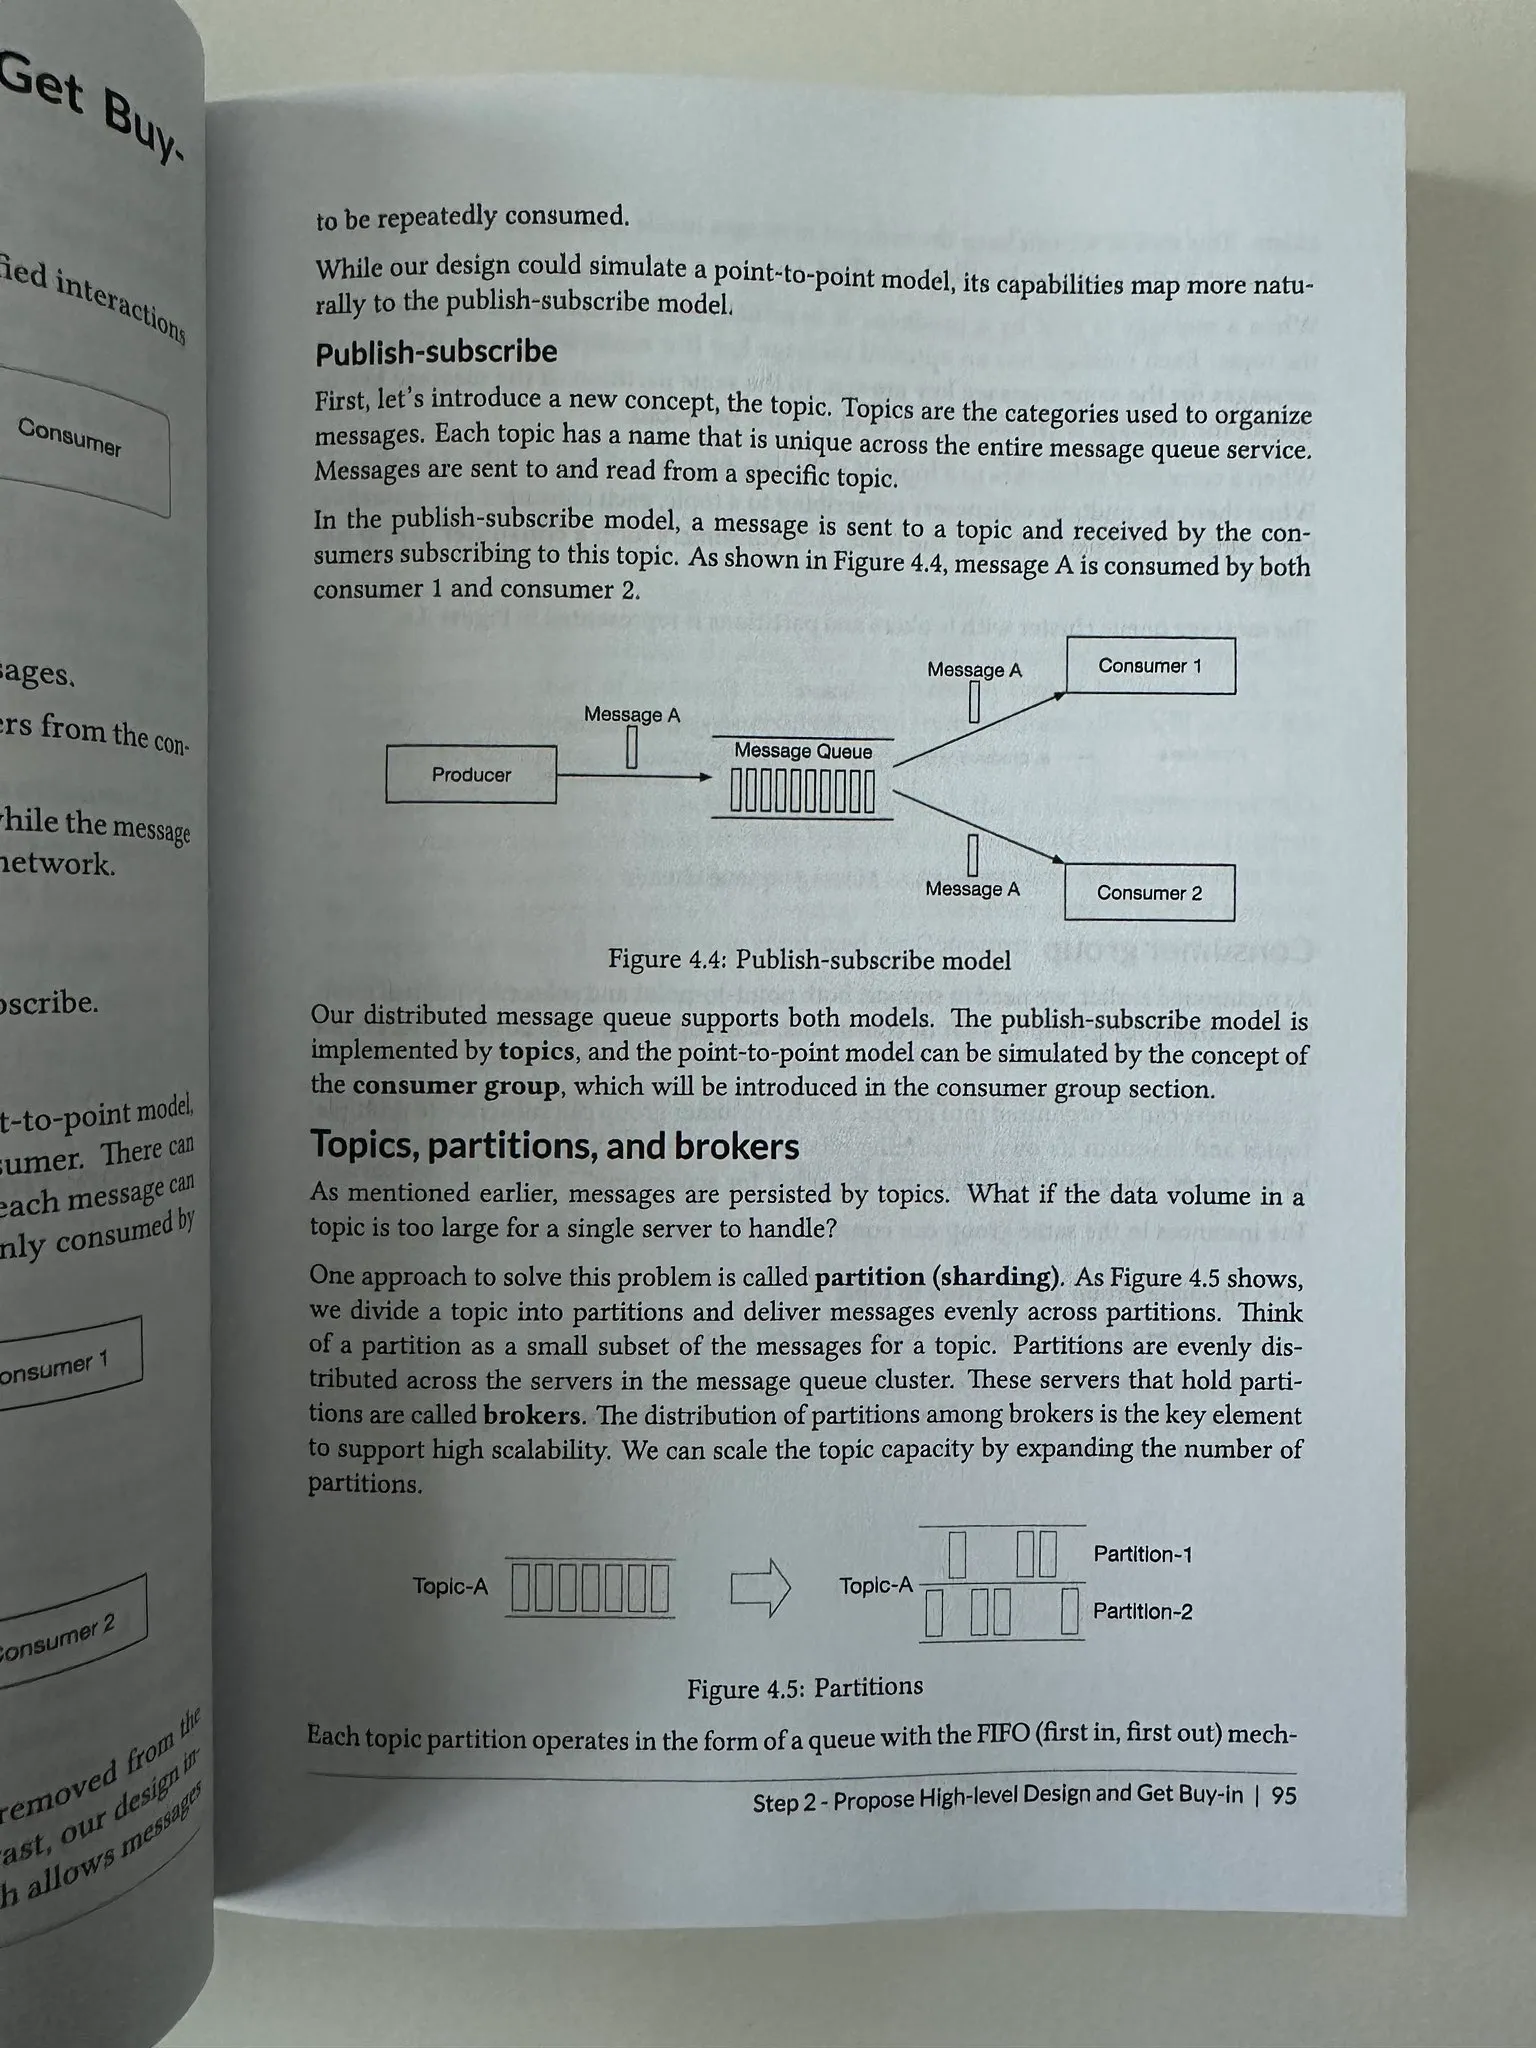 Get Buy-
fied interactions
Consumer
sages.
ers from the con-
while the message
network.
bscribe.
t-to-point model,
sumer. There can
each message can
nly consumed by
onsumer 1
Consumer 2
removed from the
ast, our design in-
h allows messages
to be repeatedly consumed.
While our design could simulate a point-to-point model, its capabilities map more natu-
rally to the publish-subscribe model.
Publish-subscribe
First, let's introduce a new concept, the topic. Topics are the categories used to organize
messages. Each topic has a name that is unique across the entire message queue service.
Messages are sent to and read from a specific topic.
In the publish-subscribe model, a message is sent to a topic and received by the con-
sumers subscribing to this topic. As shown in Figure 4.4, message A is consumed by both
consumer 1 and consumer 2.
Producer
Message A
Message Queue
Message A
Consumer 1
Message A
Consumer 2
Figure 4.4: Publish-subscribe model
Our distributed message queue supports both models. The publish-subscribe model is
implemented by topics, and the point-to-point model can be simulated by the concept of
the consumer group, which will be introduced in the consumer group section.
Topics, partitions, and brokers
As mentioned earlier, messages are persisted by topics. What if the data volume in a
topic is too large for a single server to handle?
One approach to solve this problem is called partition (sharding). As Figure 4.5 shows,
we divide a topic into partitions and deliver messages evenly across partitions. Think
of a partition as a small subset of the messages for a topic. Partitions are evenly dis-
tributed across the servers in the message queue cluster. These servers that hold parti-
tions are called brokers. The distribution of partitions among brokers is the key element
to support high scalability. We can scale the topic capacity by expanding the number of
partitions.
Topic-A
Topic-A
Partition-1
Partition-2
Figure 4.5: Partitions
Each topic partition operates in the form of a queue with the FIFO (first in, first out) mech-
Step 2 - Propose High-level Design and Get Buy-in | 95